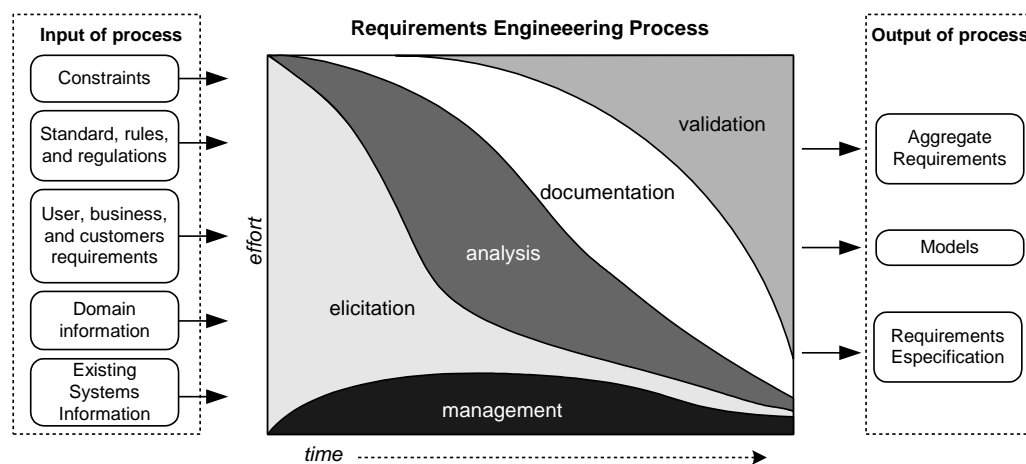 Input of process
Constraints
Standard, rules,
and regulations
User, business,
and customers
requirements
Domain
information
Existing
Systems
Information
Requirements Engineeering Process
effort
validation
documentation
analysis
elicitation
management
time
Output of process
Aggregate
Requirements
Models
Requirements
Especification